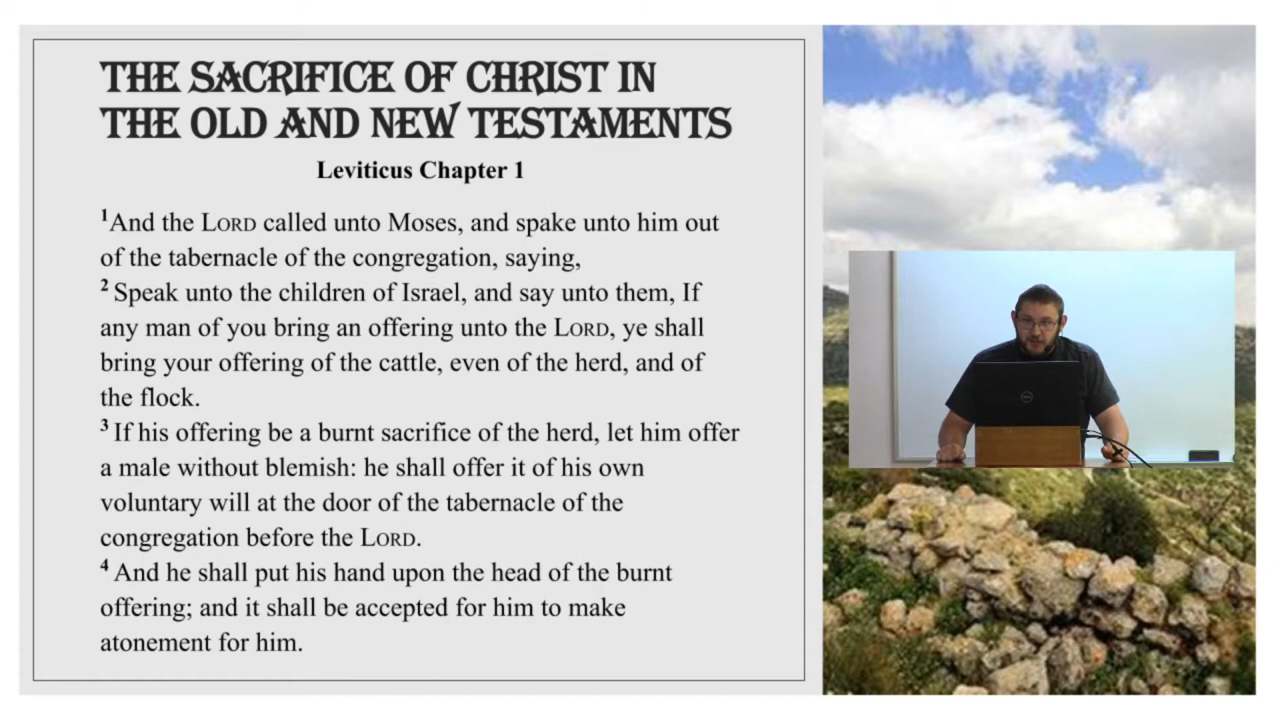 THE SACRIFICE OF CHRIST IN
THE OLD AND NEW TESTAMENTS
Leviticus Chapter 1
1And the LORD called unto Moses, and spake unto him out
of the tabernacle of the congregation, saying,
2 Speak unto the children of Israel, and say unto them, If
any man of you bring an offering unto the LORD, ye shall
bring your offering of the cattle, even of the herd, and of
the flock.
3 If his offering be a burnt sacrifice of the herd, let him offer
a male without blemish: he shall offer it of his own
voluntary will at the door of the tabernacle of the
congregation before the LORD.
4 And he shall put his hand upon the head of the burnt
offering; and it shall be accepted for him to make
atonement for him.